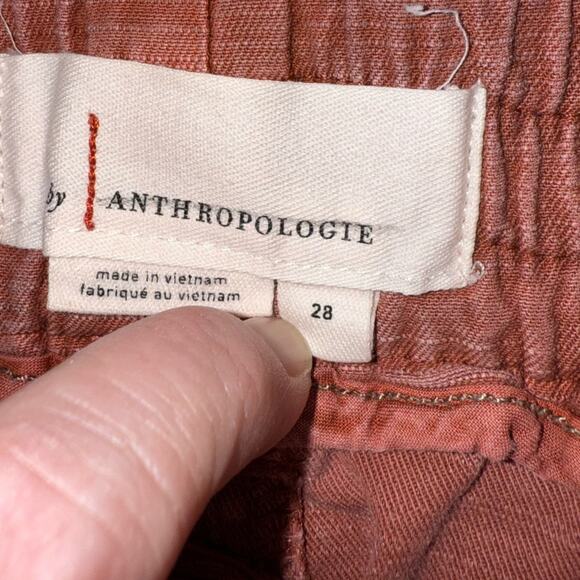 by ANTHROPOLOGIE
made in vietnam
fabriqué au vietnam
28